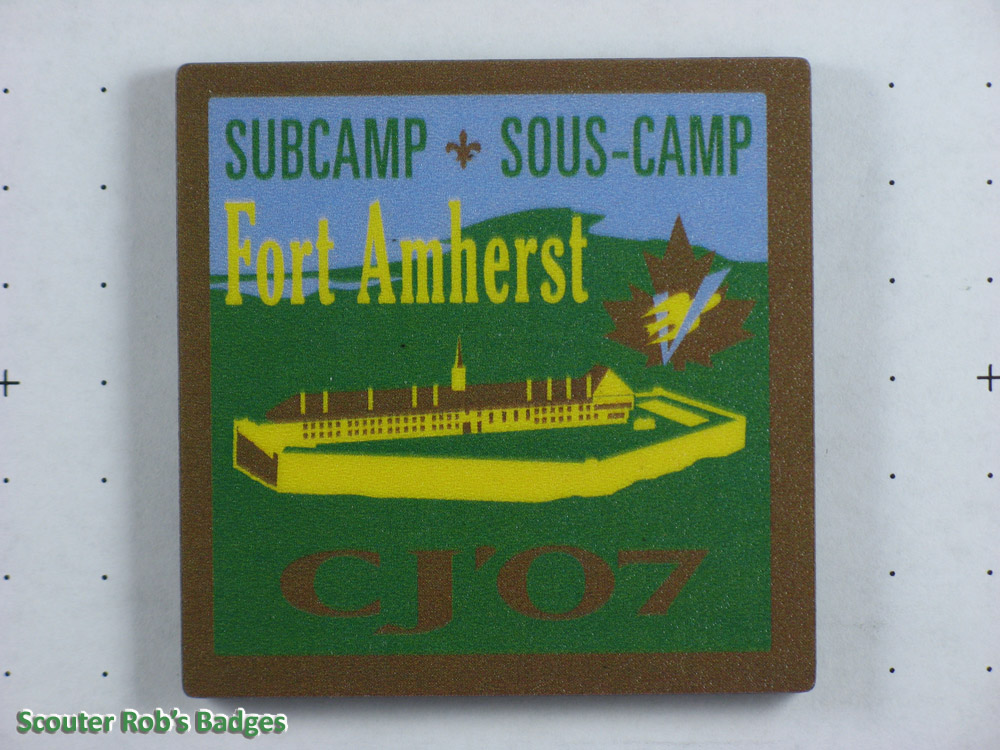 SUBCAMP ⚜ SOUS-CAMP
Fort Amherst
CJ'07
Scouter Rob's Badges